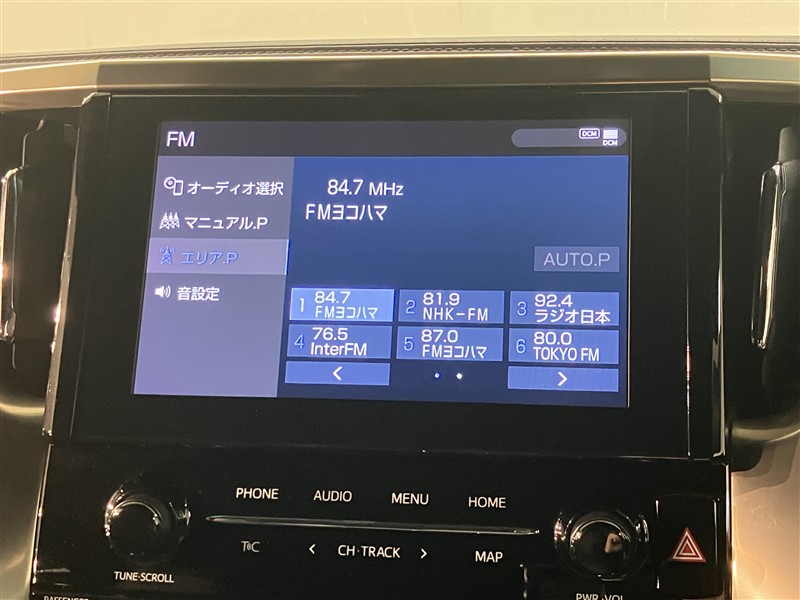 FM
DCM
DCM
オーディオ選択
マニュアル.P
エリア.P
音設定
84.7 MHz
FMヨコハマ
AUTO.P
1 84.7 FMヨコハマ
2 81.9 NHK-FM
3 92.4 ラジオ日本
4 76.5 InterFM
5 87.0 FMヨコハマ
6 80.0 TOKYO FM
<
>
PHONE AUDIO MENU HOME
T C < CH·TRACK > MAP
TUNE·SCROLL
PWR·VOL
PASSENGER